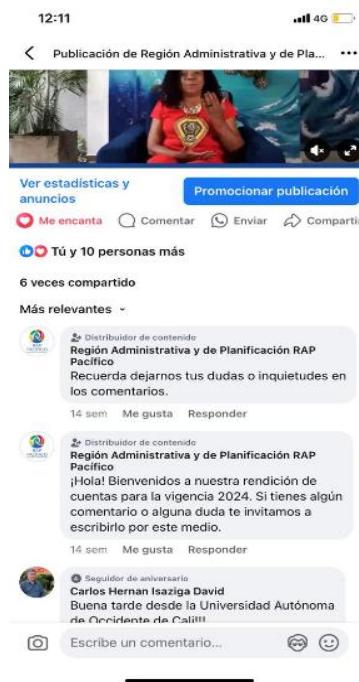 12:11
4G
Publicación de Región Administrativa y de Pla...
Ver estadísticas y
anuncios
Promocionar publicación
Me encanta
Comentar
Enviar
Comparti
Tú y 10 personas más
6 veces compartido
Más relevantes
Distribuidor de contenido
Región Administrativa y de Planificación RAP
Pacífico
Recuerda dejarnos tus dudas o inquietudes en
los comentarios.
14 sem Me gusta Responder
Distribuidor de contenido
Región Administrativa y de Planificación RAP
Pacífico
¡Hola! Bienvenidos a nuestra rendición de
cuentas para la vigencia 2024. Si tienes algún
comentario o alguna duda te invitamos a
escribirlo por este medio.
14 sem Me gusta Responder
Seguidor de aniversario
Carlos Hernan Isaziga David
Buena tarde desde la Universidad Autónoma
de Occidente de Cali!!!
Escribe un comentario...